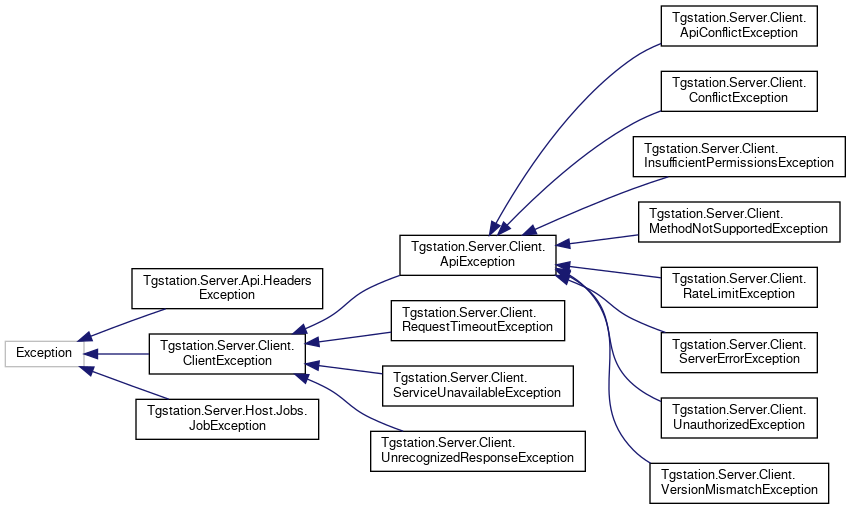 Tgstation.Server.Client.
ApiConflictException
Tgstation.Server.Client.
ConflictException
Tgstation.Server.Client.
InsufficientPermissionsException
Tgstation.Server.Client.
MethodNotSupportedException
Tgstation.Server.Client.
ApiException
Tgstation.Server.Client.
RateLimitException
Tgstation.Server.Api.Headers
Exception
Tgstation.Server.Client.
RequestTimeoutException
Tgstation.Server.Client.
ServerErrorException
Exception
Tgstation.Server.Client.
ClientException
Tgstation.Server.Client.
ServiceUnavailableException
Tgstation.Server.Client.
UnauthorizedException
Tgstation.Server.Host.Jobs.
JobException
Tgstation.Server.Client.
UnrecognizedResponseException
Tgstation.Server.Client.
VersionMismatchException